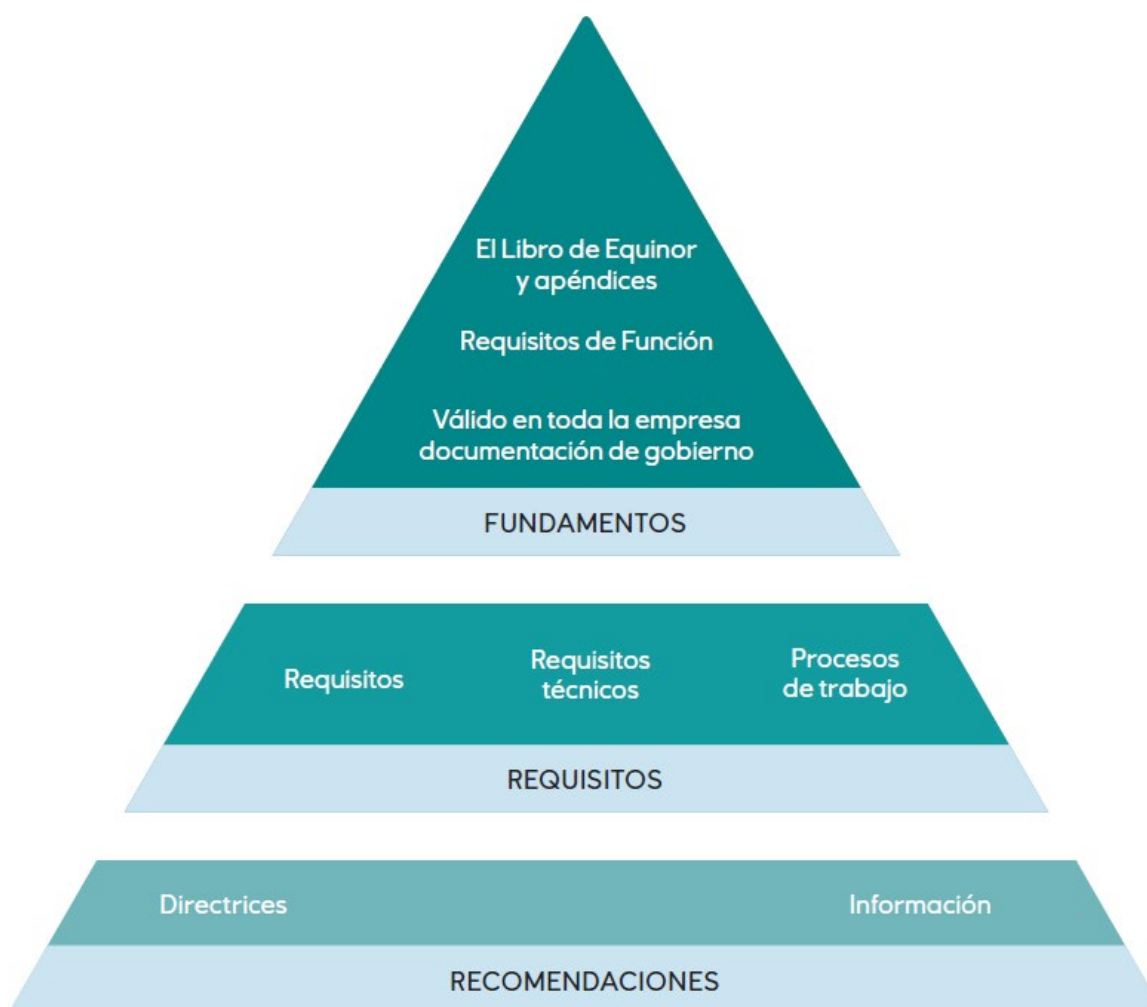 El Libro de Equinor
y apéndices
Requisitos de Función
Válido en toda la empresa
documentación de gobierno
FUNDAMENTOS
Requisitos
Requisitos
técnicos
Procesos
de trabajo
REQUISITOS
Directrices
Información
RECOMENDACIONES